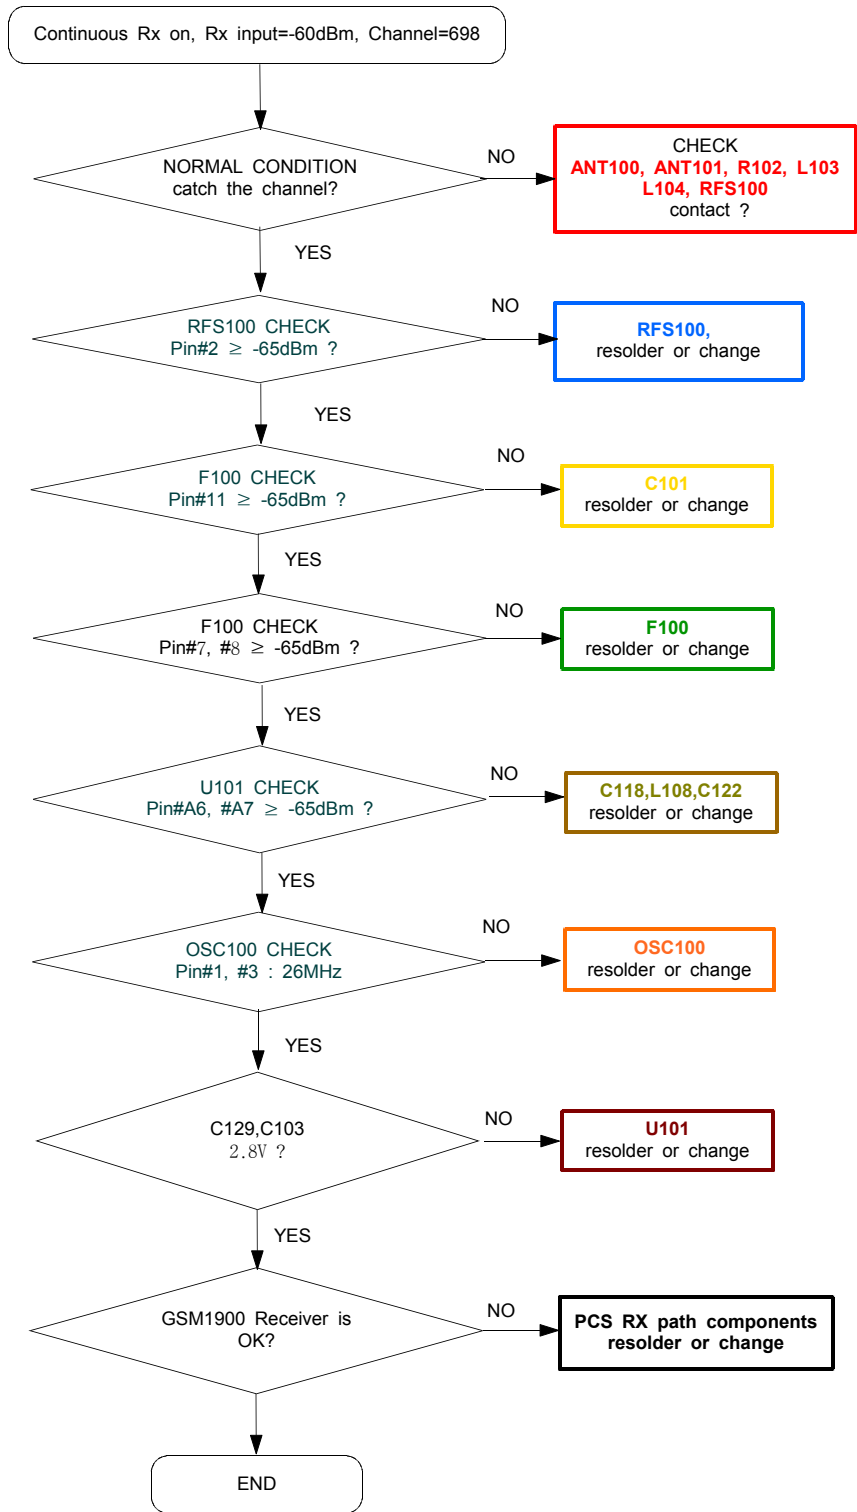 Continuous Rx on, Rx input=-60dBm, Channel=698
NORMAL CONDITION
catch the channel?
NO
CHECK
ANT100, ANT101, R102, L103
L104, RFS100
contact ?
YES
RFS100 CHECK
Pin#2 ≥ -65dBm ?
NO
RFS100,
resolder or change
YES
F100 CHECK
Pin#11 ≥ -65dBm ?
NO
C101
resolder or change
YES
F100 CHECK
Pin#7, #8 ≥ -65dBm ?
NO
F100
resolder or change
YES
U101 CHECK
Pin#A6, #A7 ≥ -65dBm ?
NO
C118,L108,C122
resolder or change
YES
OSC100 CHECK
Pin#1, #3 : 26MHz
NO
OSC100
resolder or change
YES
C129,C103
2.8V ?
NO
U101
resolder or change
YES
GSM1900 Receiver is
OK?
NO
PCS RX path components
resolder or change
END